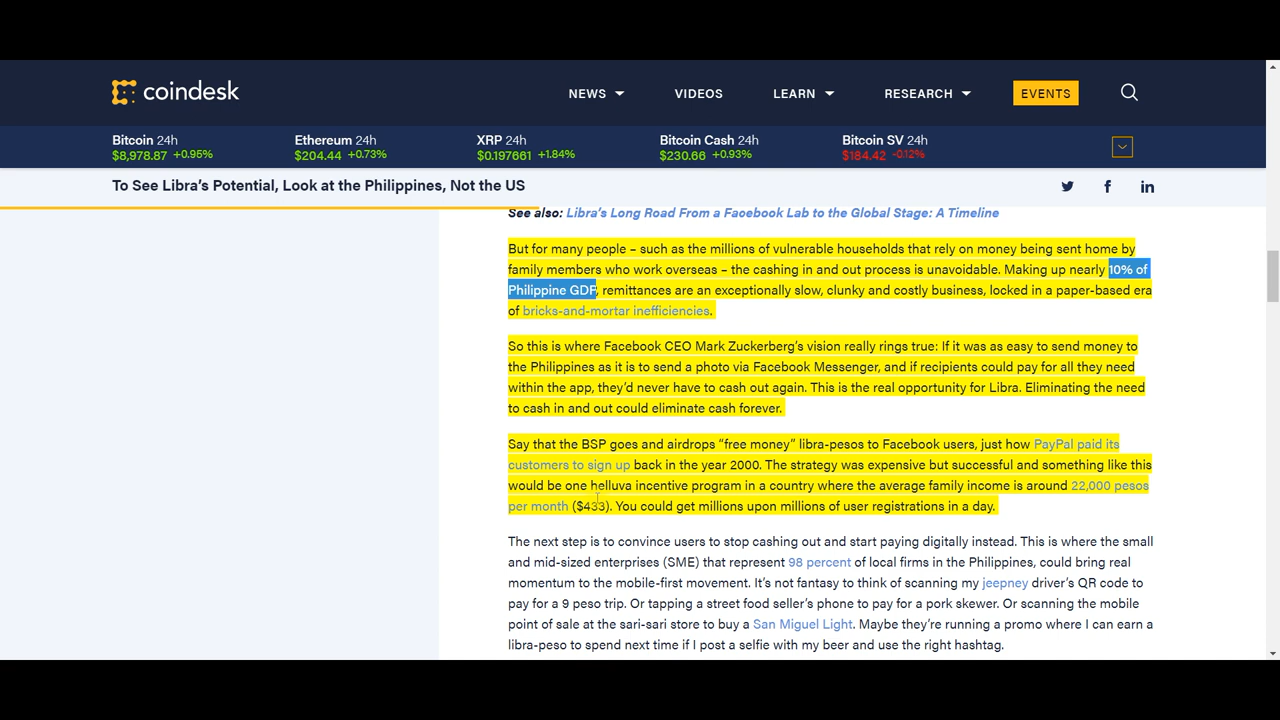 coindesk
NEWS VIDEOS LEARN RESEARCH EVENTS
Bitcoin 24h Ethereum 24h XRP 24h Bitcoin Cash 24h Bitcoin SV 24h
$8,978.87 +0.95% $204.44 +0.73% $0.197661 +1.84% $230.66 +0.93% $184.42 -0.12%
To See Libra's Potential, Look at the Philippines, Not the US
See also: Libra's Long Road From a Facebook Lab to the Global Stage: A Timeline
But for many people – such as the millions of vulnerable households that rely on money being sent home by
family members who work overseas – the cashing in and out process is unavoidable. Making up nearly 10% of
Philippine GDP, remittances are an exceptionally slow, clunky and costly business, locked in a paper-based era
of bricks-and-mortar inefficiencies.
So this is where Facebook CEO Mark Zuckerberg's vision really rings true: If it was as easy to send money to
the Philippines as it is to send a photo via Facebook Messenger, and if recipients could pay for all they need
within the app, they'd never have to cash out again. This is the real opportunity for Libra. Eliminating the need
to cash in and out could eliminate cash forever.
Say that the BSP goes and airdrops “free money” libra-pesos to Facebook users, just how PayPal paid its
customers to sign up back in the year 2000. The strategy was expensive but successful and something like this
would be one helluva incentive program in a country where the average family income is around 22,000 pesos
per month ($433). You could get millions upon millions of user registrations in a day.
The next step is to convince users to stop cashing out and start paying digitally instead. This is where the small
and mid-sized enterprises (SME) that represent 98 percent of local firms in the Philippines, could bring real
momentum to the mobile-first movement. It's not fantasy to think of scanning my jeepney driver's QR code to
pay for a 9 peso trip. Or tapping a street food seller's phone to pay for a pork skewer. Or scanning the mobile
point of sale at the sari-sari store to buy a San Miguel Light. Maybe they're running a promo where I can earn a
libra-peso to spend next time if I post a selfie with my beer and use the right hashtag.